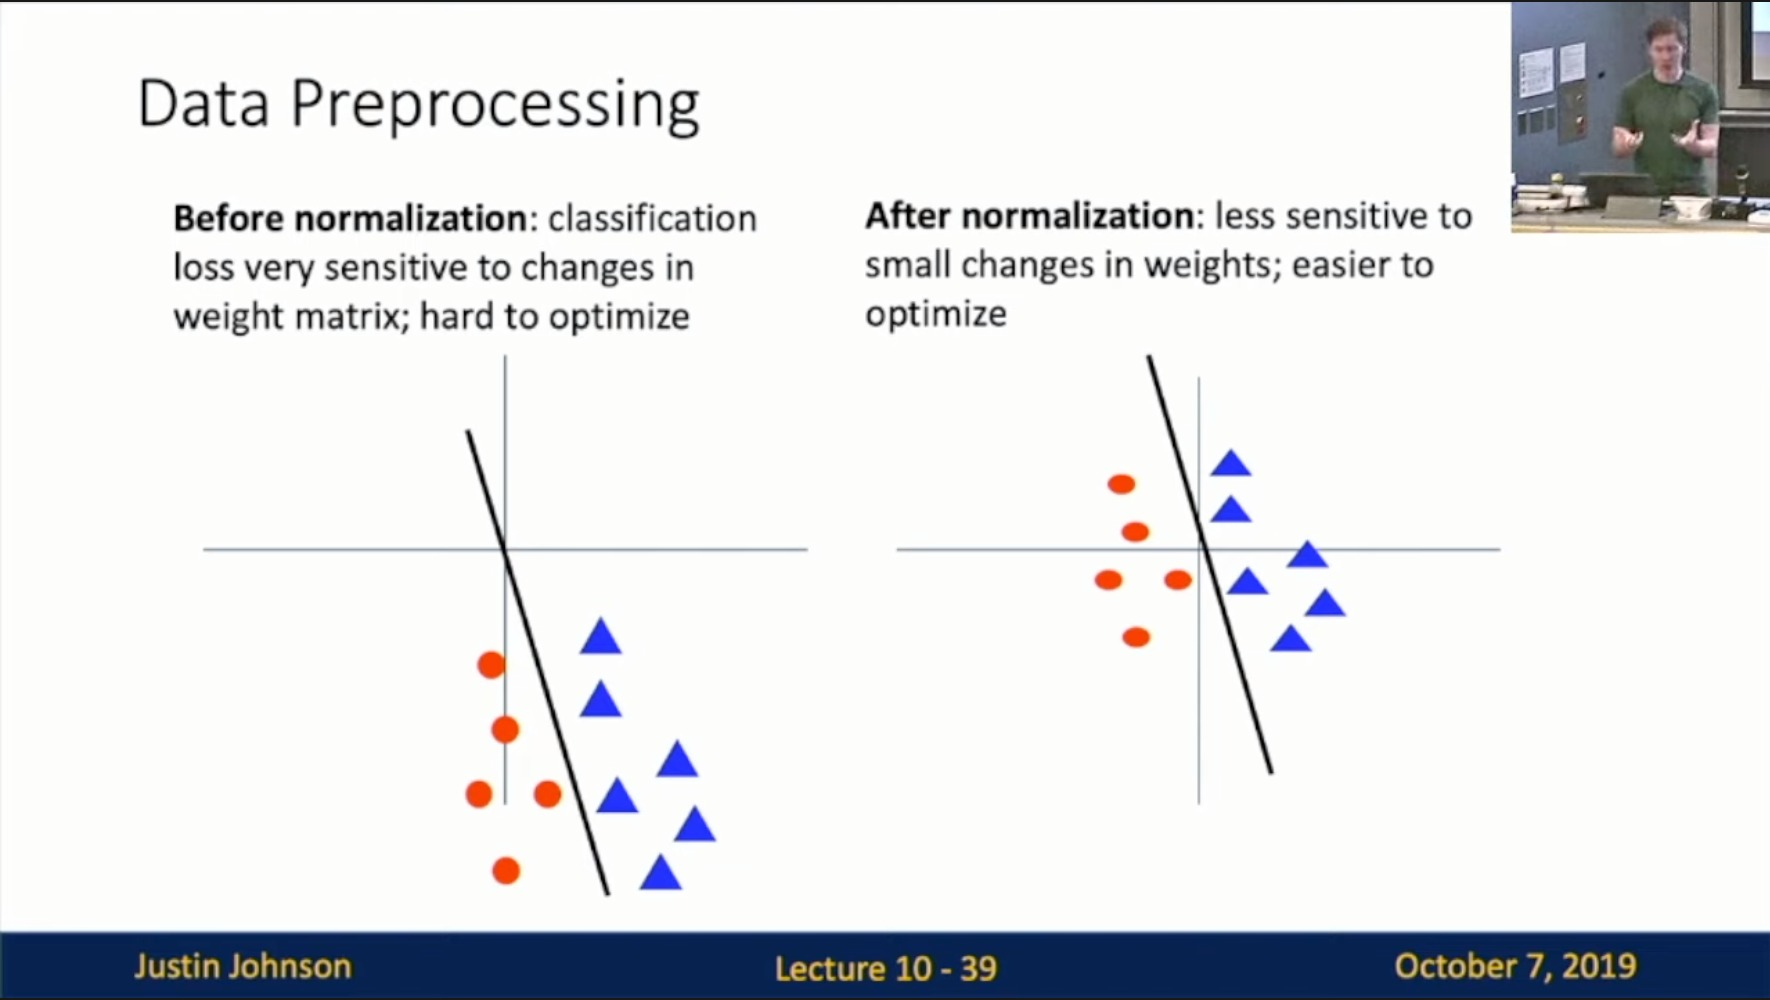 Data Preprocessing
Before normalization: classification
loss very sensitive to changes in
weight matrix; hard to optimize
After normalization: less sensitive to
small changes in weights; easier to
optimize
Justin Johnson
Lecture 10 - 39
October 7, 2019